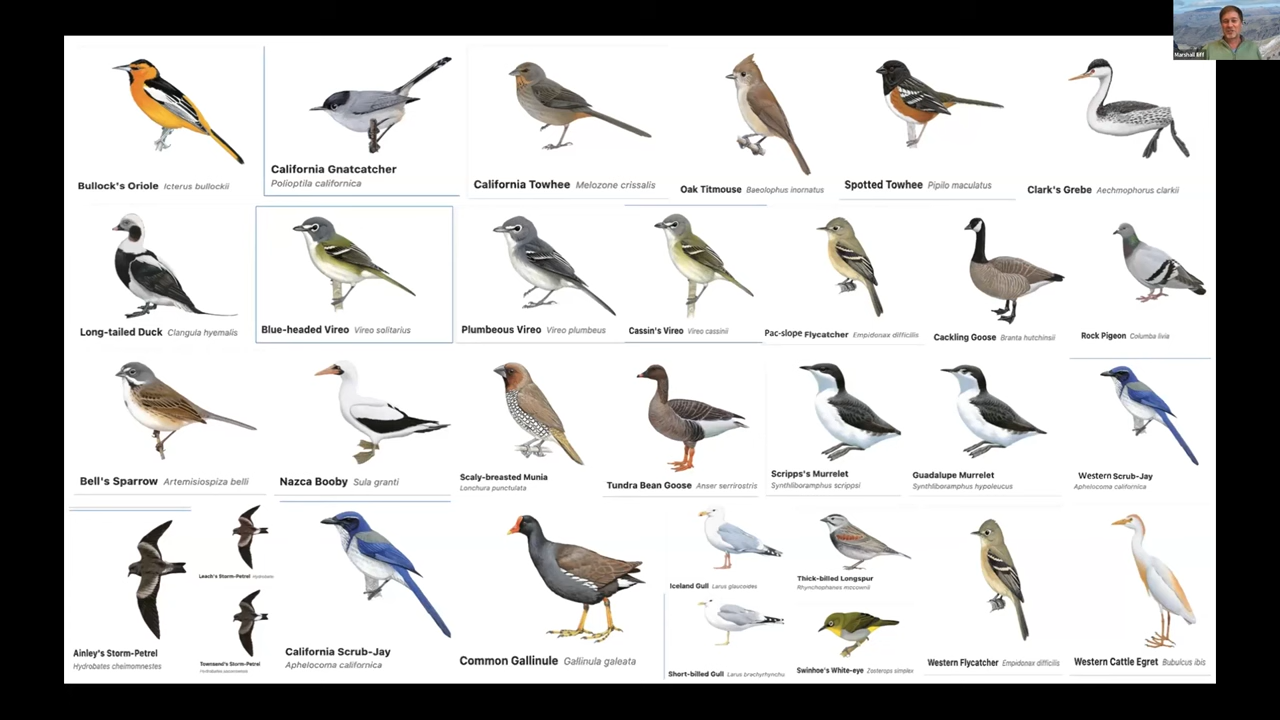 Marshall Iliff
Bullock's Oriole Icterus bullockii
California Gnatcatcher
Polioptila californica
California Towhee Melozone crissalis
Oak Titmouse Baeolophus inornatus
Spotted Towhee Pipilo maculatus
Clark's Grebe Aechmophorus clarkii
Long-tailed Duck Clangula hyemalis
Blue-headed Vireo Vireo solitarius
Plumbeous Vireo Vireo plumbeus
Cassin's Vireo Vireo cassinii
Pac-slope Flycatcher Empidonax difficilis
Cackling Goose Branta hutchinsii
Rock Pigeon Columba livia
Bell's Sparrow Artemisiospiza belli
Nazca Booby Sula granti
Scaly-breasted Munia
Lonchura punctulata
Tundra Bean Goose Anser serrirostris
Scripps's Murrelet
Synthliboramphus scrippsi
Guadalupe Murrelet
Synthliboramphus hypoleucus
Western Scrub-Jay
Aphelocoma californica
Ainley's Storm-Petrel
Hydrobates cheimomnestes
Leach's Storm-Petrel Hydrobates
Townsend's Storm-Petrel
California Scrub-Jay
Aphelocoma californica
Common Gallinule Gallinula galeata
Iceland Gull Larus glaucoides
Short-billed Gull Larus brachyrhynchu
Thick-billed Longspur
Rhynchophanes mccownii
Swinhoe's White-eye Zosterops simplex
Western Flycatcher Empidonax difficilis
Western Cattle Egret Bubulcus ibis